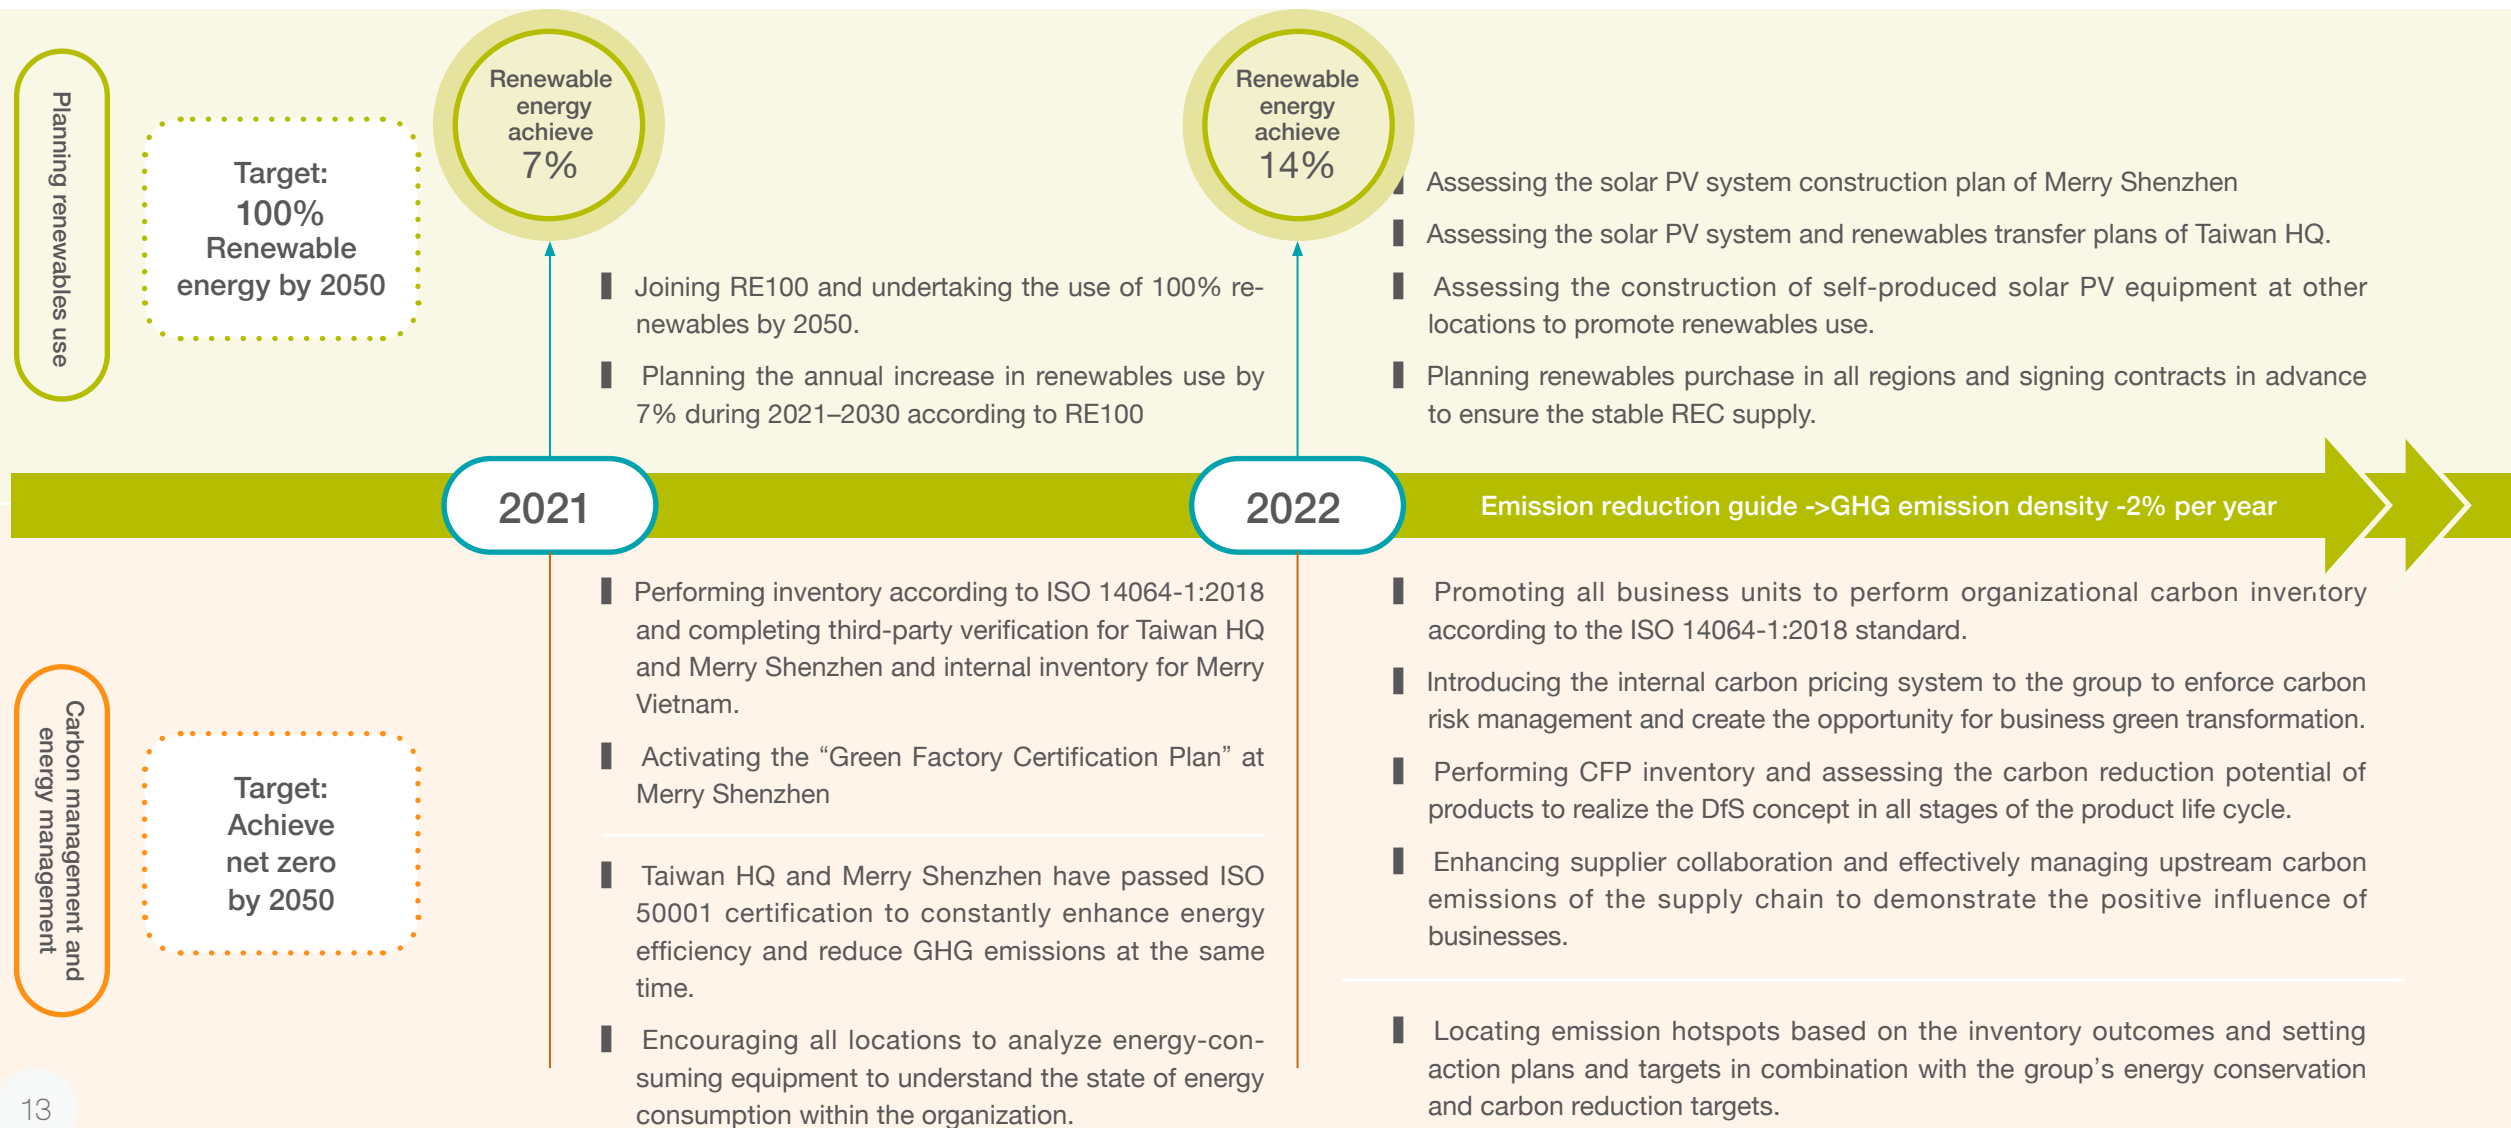 Planning renewables use
Target:
100%
Renewable
energy by 2050
Renewable
energy
achieve
7%
▌ Joining RE100 and undertaking the use of 100% re-
newables by 2050.
▌ Planning the annual increase in renewables use by
7% during 2021–2030 according to RE100
Renewable
energy
achieve
14%
▌ Assessing the solar PV system construction plan of Merry Shenzhen
▌ Assessing the solar PV system and renewables transfer plans of Taiwan HQ.
▌ Assessing the construction of self-produced solar PV equipment at other
locations to promote renewables use.
▌ Planning renewables purchase in all regions and signing contracts in advance
to ensure the stable REC supply.
2021
2022
Emission reduction guide ->GHG emission density -2% per year
Carbon management and
energy management
Target:
Achieve
net zero
by 2050
▌ Performing inventory according to ISO 14064-1:2018
and completing third-party verification for Taiwan HQ
and Merry Shenzhen and internal inventory for Merry
Vietnam.
▌ Activating the “Green Factory Certification Plan” at
Merry Shenzhen
▌ Taiwan HQ and Merry Shenzhen have passed ISO
50001 certification to constantly enhance energy
efficiency and reduce GHG emissions at the same
time.
▌ Encouraging all locations to analyze energy-con-
suming equipment to understand the state of energy
consumption within the organization.
▌ Promoting all business units to perform organizational carbon inventory
according to the ISO 14064-1:2018 standard.
▌ Introducing the internal carbon pricing system to the group to enforce carbon
risk management and create the opportunity for business green transformation.
▌ Performing CFP inventory and assessing the carbon reduction potential of
products to realize the DfS concept in all stages of the product life cycle.
▌ Enhancing supplier collaboration and effectively managing upstream carbon
emissions of the supply chain to demonstrate the positive influence of
businesses.
▌ Locating emission hotspots based on the inventory outcomes and setting
action plans and targets in combination with the group's energy conservation
and carbon reduction targets.
13